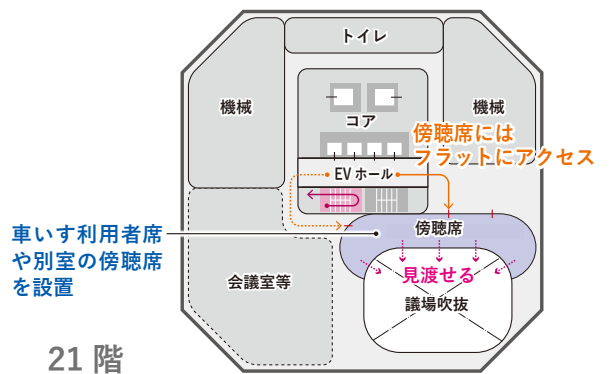 トイレ
機械
コア
機械
傍聴席には
フラットにアクセス
EVホール
車いす利用者席
や別室の傍聴席
を設置
傍聴席
見渡せる
会議室等
議場吹抜
21 階